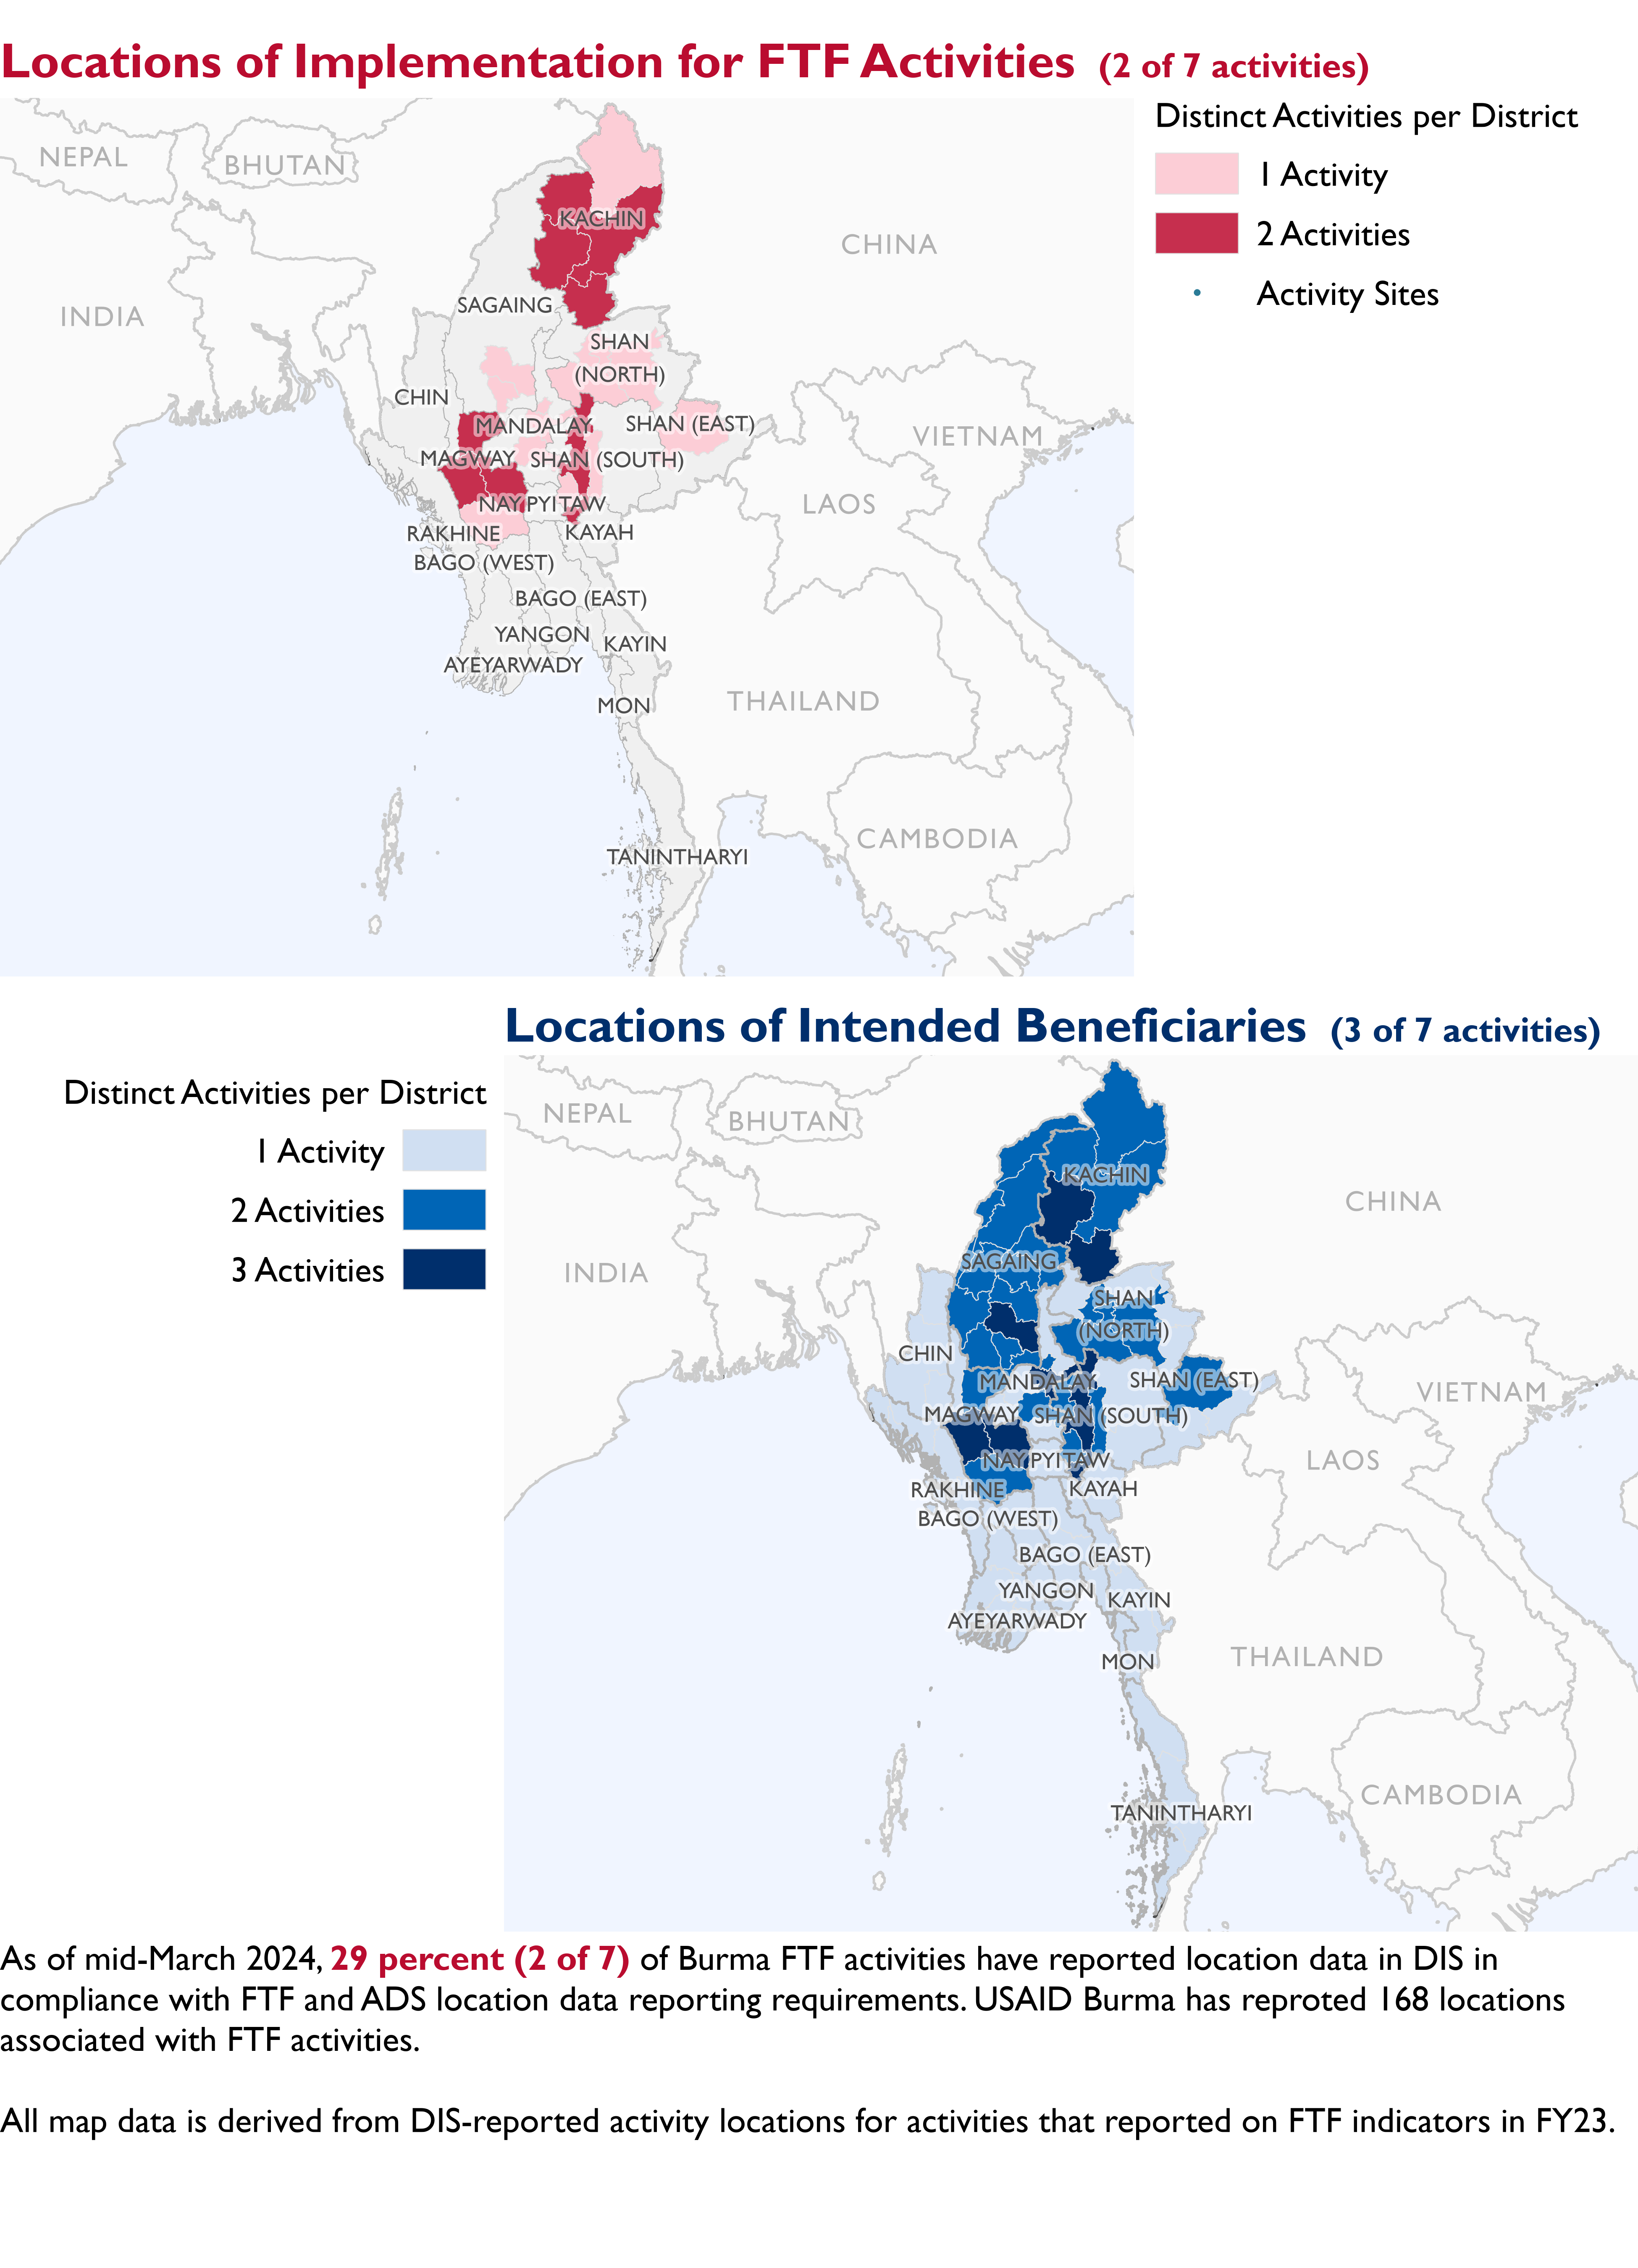 Locations of Implementation for FTF Activities (2 of 7 activities)
Distinct Activities per District
1 Activity
2 Activities
Activity Sites
NEPAL
BHUTAN
INDIA
CHINA
KACHIN
SAGAING
SHAN
(NORTH)
CHIN
MANDALAY
SHAN (EAST)
VIETNAM
MAGWAY
SHAN (SOUTH)
LAOS
NAY PYI TAW
RAKHINE
KAYAH
BAGO (WEST)
BAGO (EAST)
YANGON
KAYIN
AYEYARWADY
MON
THAILAND
CAMBODIA
TANINTHARYI
Locations of Intended Beneficiaries (3 of 7 activities)
Distinct Activities per District
1 Activity
2 Activities
3 Activities
NEPAL
BHUTAN
INDIA
CHINA
KACHIN
SAGAING
SHAN
(NORTH)
CHIN
MANDALAY
SHAN (EAST)
VIETNAM
MAGWAY
SHAN (SOUTH)
LAOS
NAY PYI TAW
RAKHINE
KAYAH
BAGO (WEST)
BAGO (EAST)
YANGON
KAYIN
AYEYARWADY
MON
THAILAND
CAMBODIA
TANINTHARYI
As of mid-March 2024, 29 percent (2 of 7) of Burma FTF activities have reported location data in DIS in
compliance with FTF and ADS location data reporting requirements. USAID Burma has reproted 168 locations
associated with FTF activities.
All map data is derived from DIS-reported activity locations for activities that reported on FTF indicators in FY23.